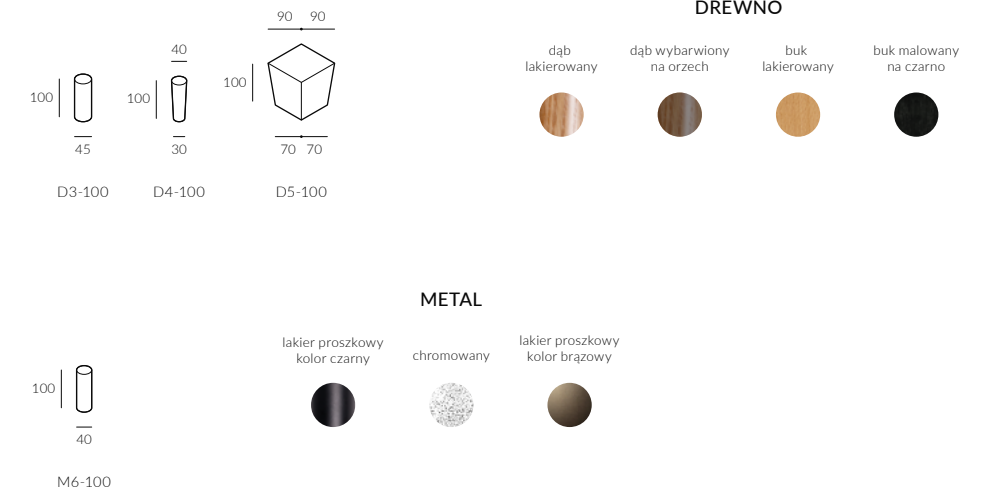 DREWNO
90 90
40
100
100
100
45
30
70 70
D3-100
D4-100
D5-100
dąb
lakierowany
dąb wybarwiony
na orzech
buk
lakierowany
buk malowany
na czarno
METAL
100
40
M6-100
lakier proszkowy
kolor czarny
chromowany
lakier proszkowy
kolor brązowy